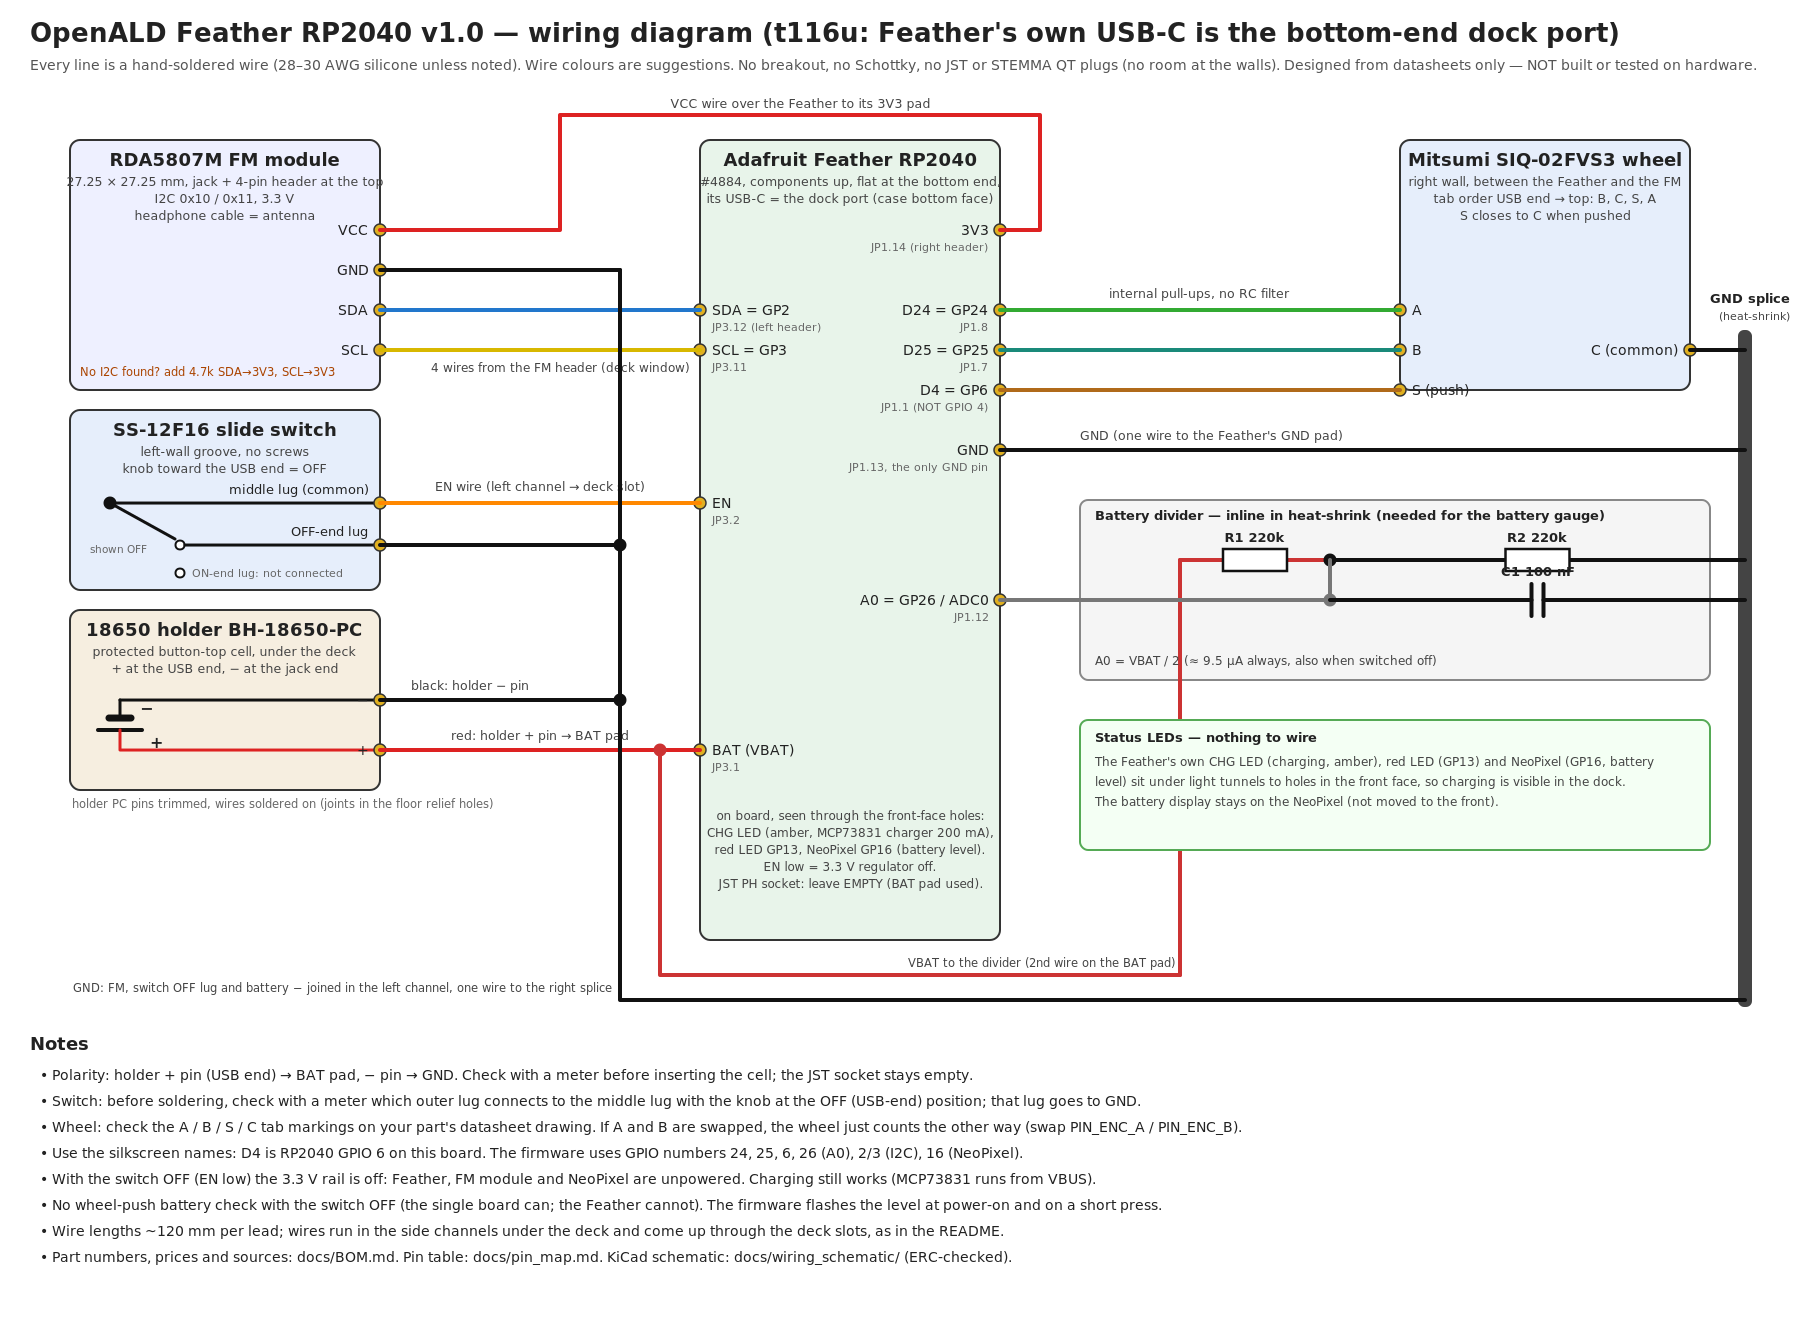 OpenALD Feather RP2040 v1.0 — wiring diagram (t116u: Feather's own USB-C is the bottom-end dock port)
Every line is a hand-soldered wire (28–30 AWG silicone unless noted). Wire colours are suggestions. No breakout, no Schottky, no JST or STEMMA QT plugs (no room at the walls). Designed from datasheets only — NOT built or tested on hardware.
VCC wire over the Feather to its 3V3 pad
RDA5807M FM module
27.25 × 27.25 mm, jack + 4-pin header at the top
I2C 0x10 / 0x11, 3.3 V
headphone cable = antenna
VCC
GND
SDA
SCL
No I2C found? add 4.7k SDA→3V3, SCL→3V3
4 wires from the FM header (deck window)
Adafruit Feather RP2040
#4884, components up, flat at the bottom end,
its USB-C = the dock port (case bottom face)
3V3
JP1.14 (right header)
SDA = GP2
JP3.12 (left header)
SCL = GP3
JP3.11
D24 = GP24
JP1.8
D25 = GP25
JP1.7
D4 = GP6
JP1.1 (NOT GPIO 4)
GND
JP1.13, the only GND pin
EN
JP3.2
A0 = GP26 / ADC0
JP1.12
BAT (VBAT)
JP3.1
on board, seen through the front-face holes:
CHG LED (amber, MCP73831 charger 200 mA),
red LED GP13, NeoPixel GP16 (battery level).
EN low = 3.3 V regulator off.
JST PH socket: leave EMPTY (BAT pad used).
Mitsumi SIQ-02FVS3 wheel
right wall, between the Feather and the FM
tab order USB end → top: B, C, S, A
S closes to C when pushed
internal pull-ups, no RC filter
A
B
C (common)
S (push)
GND splice
(heat-shrink)
GND (one wire to the Feather's GND pad)
SS-12F16 slide switch
left-wall groove, no screws
knob toward the USB end = OFF
middle lug (common)
OFF-end lug
shown OFF
ON-end lug: not connected
EN wire (left channel → deck slot)
Battery divider — inline in heat-shrink (needed for the battery gauge)
R1 220k
R2 220k
C1 100 nF
A0 = VBAT / 2 (≈ 9.5 µA always, also when switched off)
18650 holder BH-18650-PC
protected button-top cell, under the deck
+ at the USB end, − at the jack end
−
+
+
black: holder − pin
red: holder + pin → BAT pad
holder PC pins trimmed, wires soldered on (joints in the floor relief holes)
Status LEDs — nothing to wire
The Feather's own CHG LED (charging, amber), red LED (GP13) and NeoPixel (GP16, battery
level) sit under light tunnels to holes in the front face, so charging is visible in the dock.
The battery display stays on the NeoPixel (not moved to the front).
VBAT to the divider (2nd wire on the BAT pad)
GND: FM, switch OFF lug and battery − joined in the left channel, one wire to the right splice
Notes
• Polarity: holder + pin (USB end) → BAT pad, − pin → GND. Check with a meter before inserting the cell; the JST socket stays empty.
• Switch: before soldering, check with a meter which outer lug connects to the middle lug with the knob at the OFF (USB-end) position; that lug goes to GND.
• Wheel: check the A / B / S / C tab markings on your part's datasheet drawing. If A and B are swapped, the wheel just counts the other way (swap PIN_ENC_A / PIN_ENC_B).
• Use the silkscreen names: D4 is RP2040 GPIO 6 on this board. The firmware uses GPIO numbers 24, 25, 6, 26 (A0), 2/3 (I2C), 16 (NeoPixel).
• With the switch OFF (EN low) the 3.3 V rail is off: Feather, FM module and NeoPixel are unpowered. Charging still works (MCP73831 runs from VBUS).
• No wheel-push battery check with the switch OFF (the single board can; the Feather cannot). The firmware flashes the level at power-on and on a short press.
• Wire lengths ~120 mm per lead; wires run in the side channels under the deck and come up through the deck slots, as in the README.
• Part numbers, prices and sources: docs/BOM.md. Pin table: docs/pin_map.md. KiCad schematic: docs/wiring_schematic/ (ERC-checked).